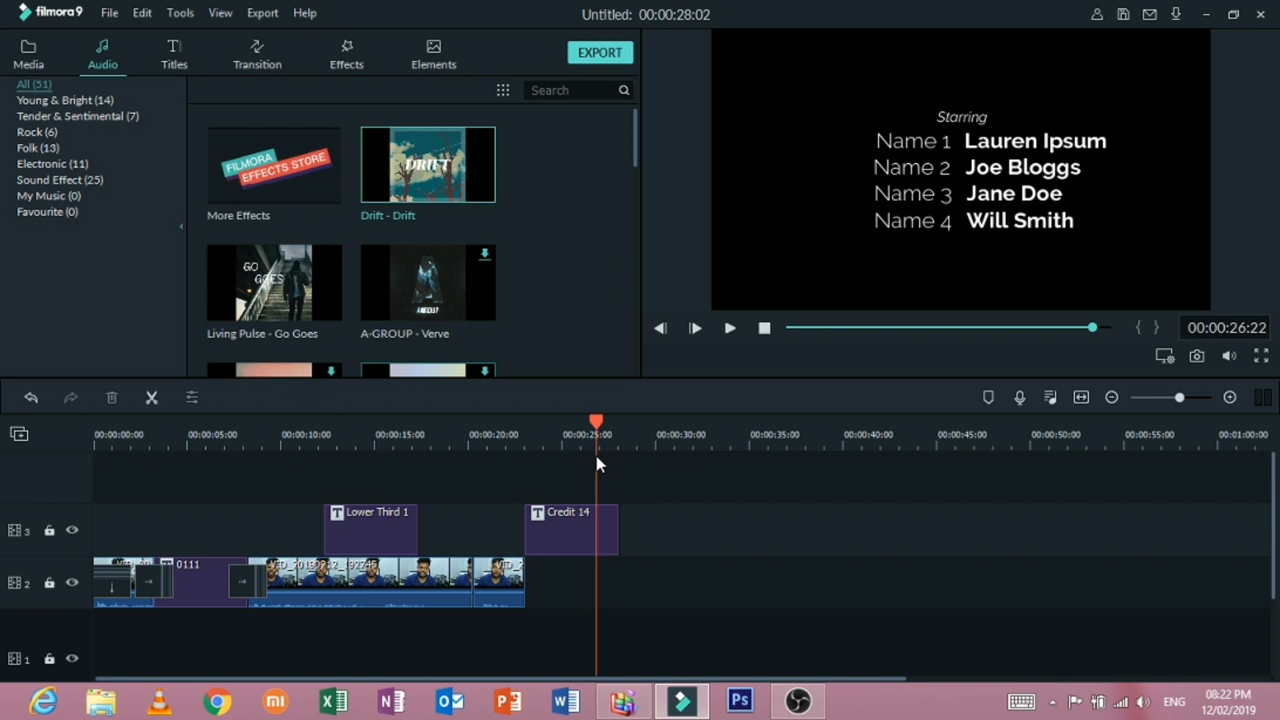 filmora9 File Edit Tools View Export Help Untitled: 00:00:28:02
Media Audio Titles Transition Effects Elements EXPORT
All (51)
Young & Bright (14)
Tender & Sentimental (7)
Rock (6)
Folk (13)
Electronic (11)
Sound Effect (25)
My Music (0)
Favourite (0)
Search
FILMORA
EFFECTS STORE
More Effects
DRIFT
Drift - Drift
GO
GOES
Living Pulse - Go Goes
A-GROUP - Verve
Starring
Name 1 Lauren Ipsum
Name 2 Joe Bloggs
Name 3 Jane Doe
Name 4 Will Smith
00:00:26:22
00:00:00:00 00:00:05:00 00:00:10:00 00:00:15:00 00:00:20:00 00:00:25:00 00:00:30:00 00:00:35:00 00:00:40:00 00:00:45:00 00:00:50:00 00:00:55:00 00:01:00:00
3 T Lower Third 1 T Credit 14
2 0111 VID_20190212_192745
1
Ps ENG
08:22 PM
12/02/2019